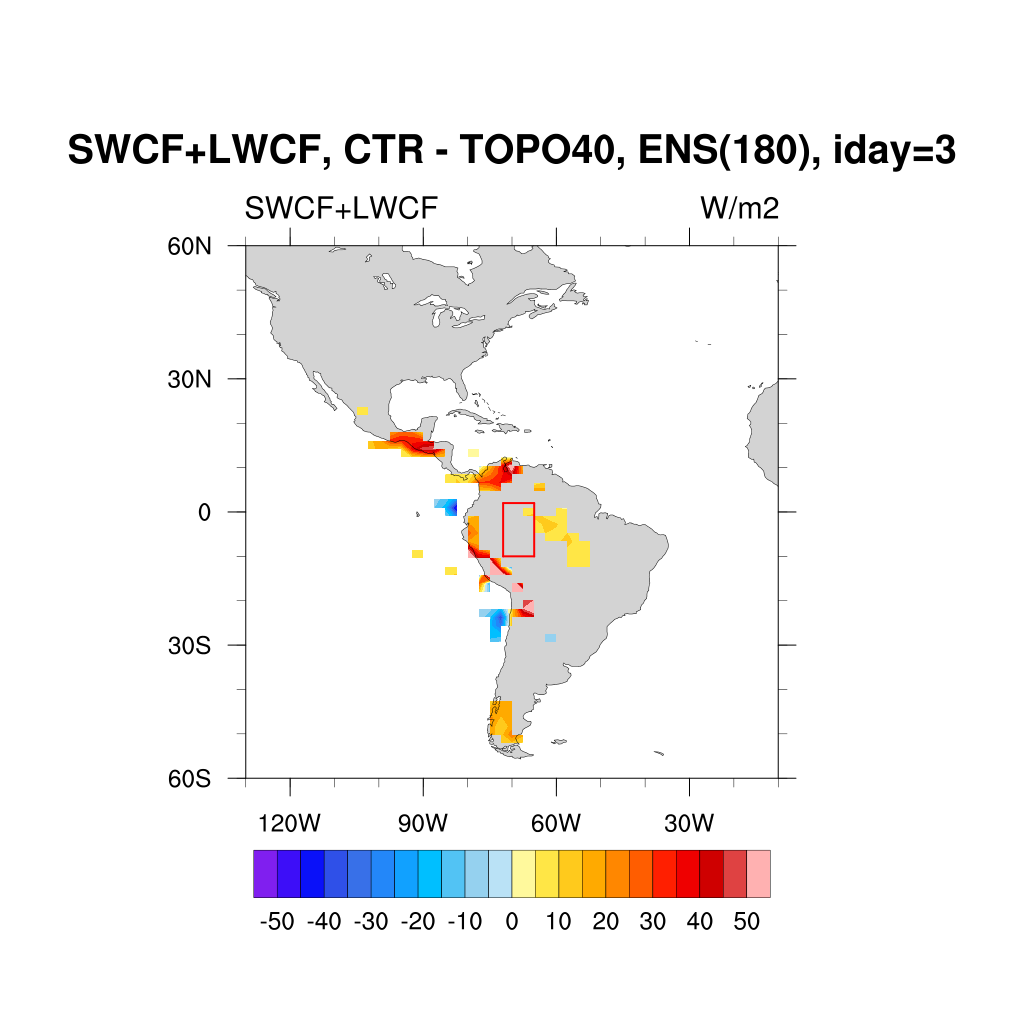 SWCF+LWCF, CTR - TOPO40, ENS(180), iday=3
SWCF+LWCF W/m2
60N
30N
0
30S
60S
120W 90W 60W 30W
-50 -40 -30 -20 -10 0 10 20 30 40 50